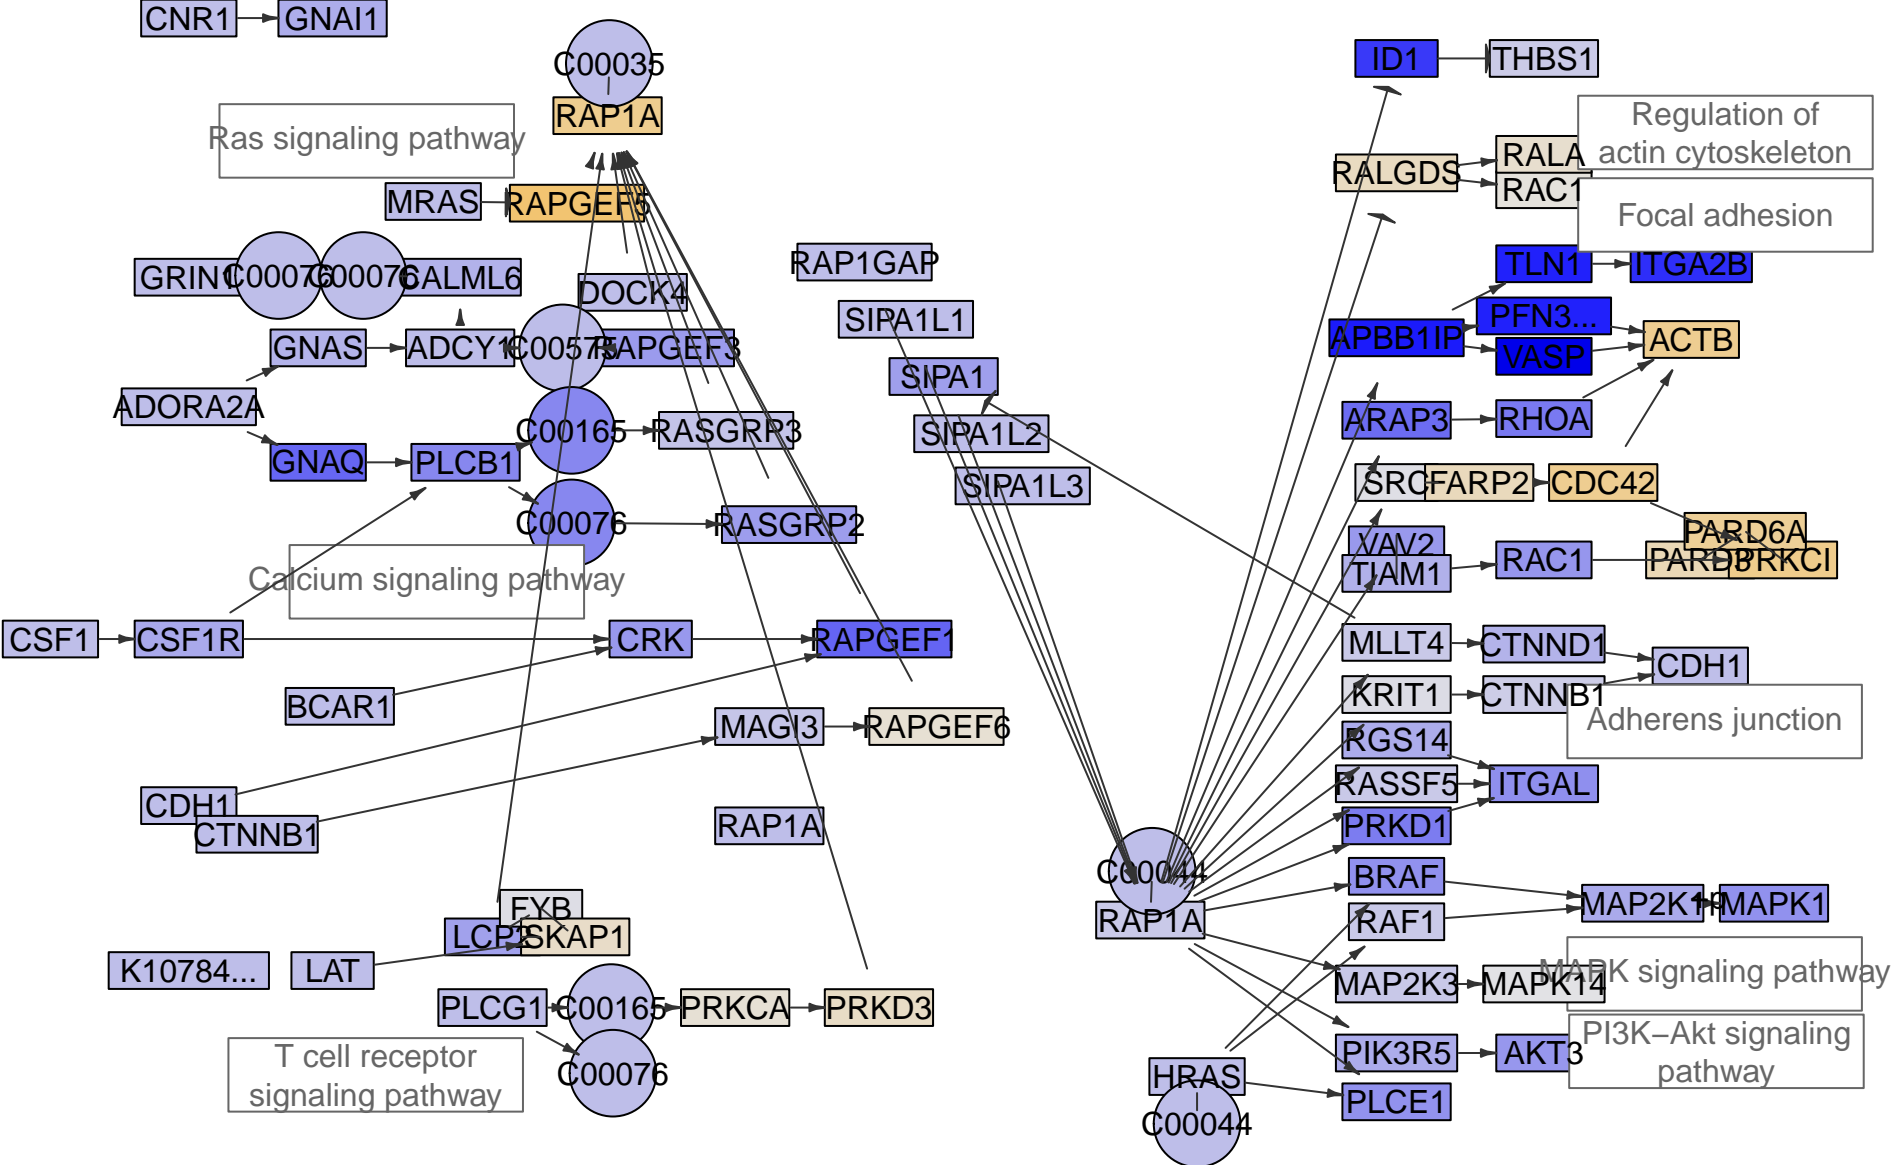 CNR1
GNAI1
C00035
RAP1A
Ras signaling pathway
MRAS
RAPGEF5
GRIN1
C00076
C00076
CALML6
DOCK4
GNAS
ADCY1
C00575
RAPGEF3
ADORA2A
C00165
RASGRP3
GNAQ
PLCB1
C00076
RASGRP2
Calcium signaling pathway
CSF1
CSF1R
CRK
RAPGEF1
BCAR1
MAGI3
RAPGEF6
CDH1
CTNNB1
RAP1A
FYB
LCP2
SKAP1
K10784...
LAT
PLCG1
C00165
PRKCA
PRKD3
T cell receptor
signaling pathway
C00076
RAP1GAP
SIPA1L1
SIPA1
SIPA1L2
SIPA1L3
C00044
RAP1A
HRAS
C00044
ID1
THBS1
Regulation of
actin cytoskeleton
RALGDS
RALA
RAC1
Focal adhesion
TLN1
ITGA2B
APBB1IP
PFN3...
VASP
ACTB
ARAP3
RHOA
SRC
FARP2
CDC42
VAV2
TIAM1
RAC1
PARD6A
PARD3
PRKCI
MLLT4
CTNND1
CDH1
KRIT1
CTNNB1
Adherens junction
RGS14
RASSF5
ITGAL
PRKD1
BRAF
RAF1
MAP2K1
+p
MAPK1
MAP2K3
MAPK14
MAPK signaling pathway
PIK3R5
AKT3
PI3K−Akt signaling
pathway
PLCE1